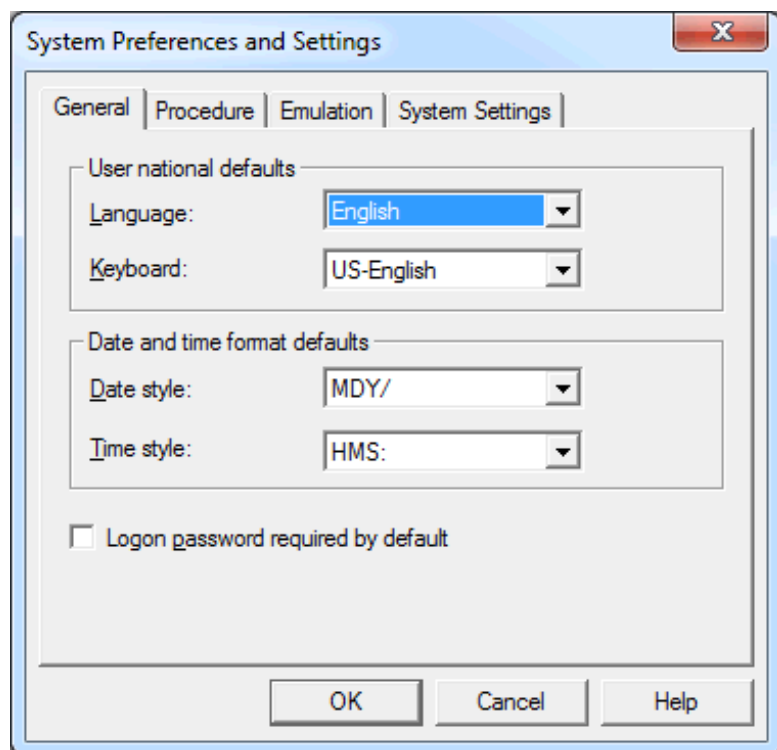 System Preferences and Settings
General Procedure Emulation System Settings
User national defaults
Language: English
Keyboard: US-English
Date and time format defaults
Date style: MDY/
Time style: HMS:
Logon password required by default
OK Cancel Help